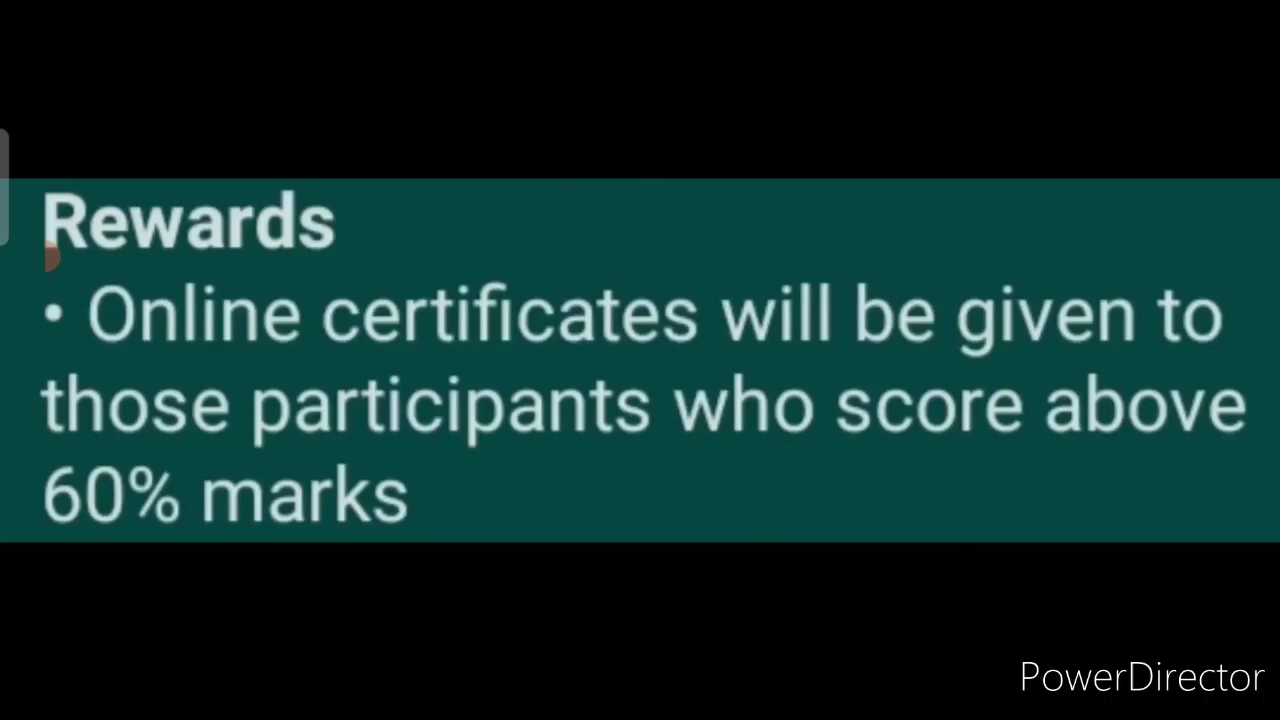 Rewards
• Online certificates will be given to
those participants who score above
60% marks
PowerDirector